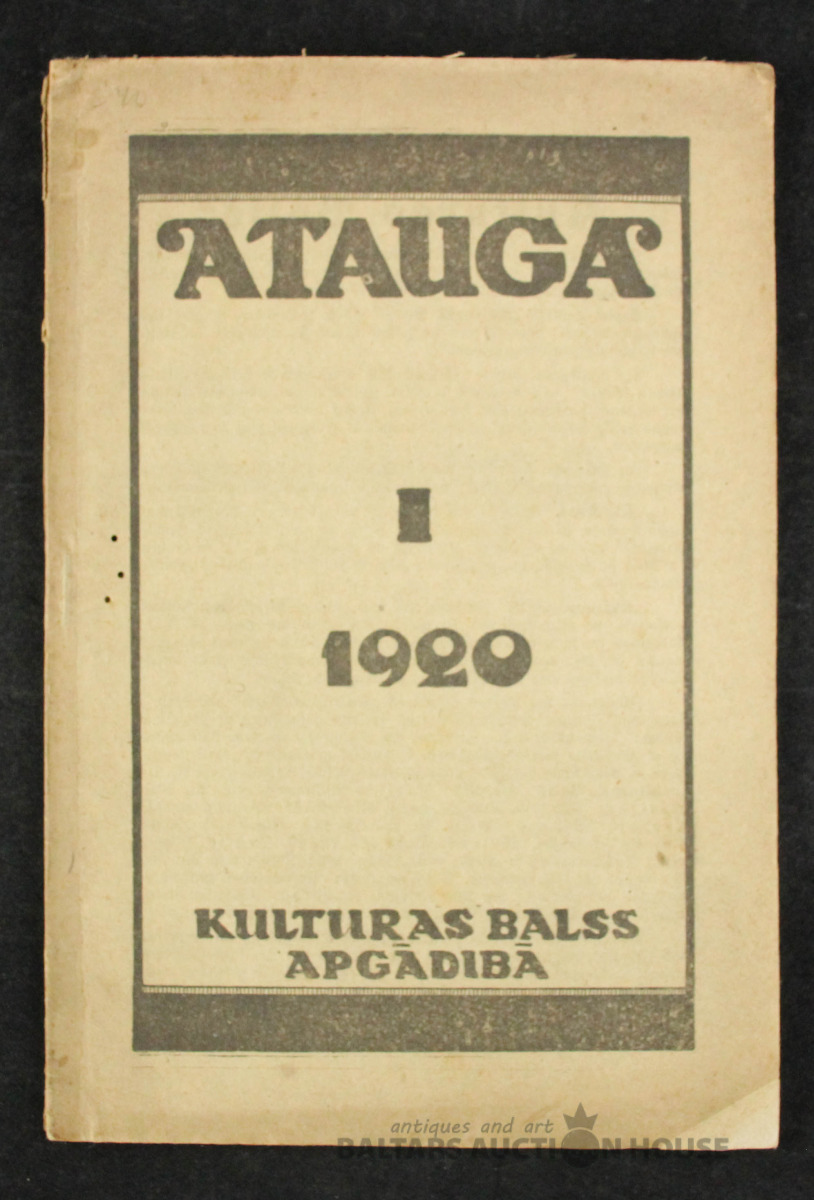 ATAUGA
I
1920
KULTURAS BALSS
APGĀDIBĀ
antiques and art
BALTARS AUCTION HOUSE